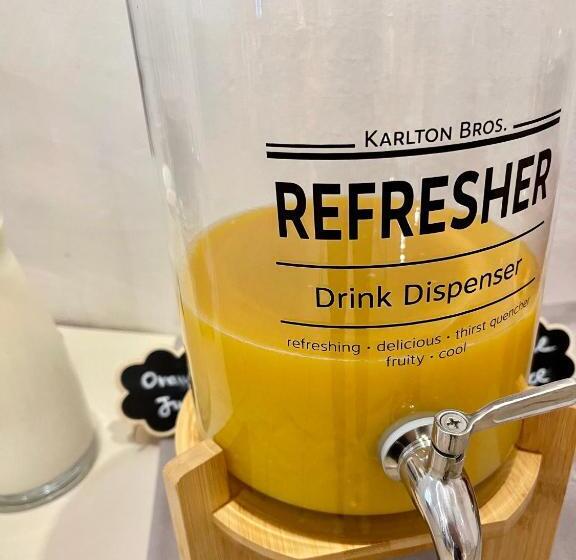 KARLTON BROS.
REFRESHER
Drink Dispenser
refreshing · delicious · thirst quencher
fruity · cool